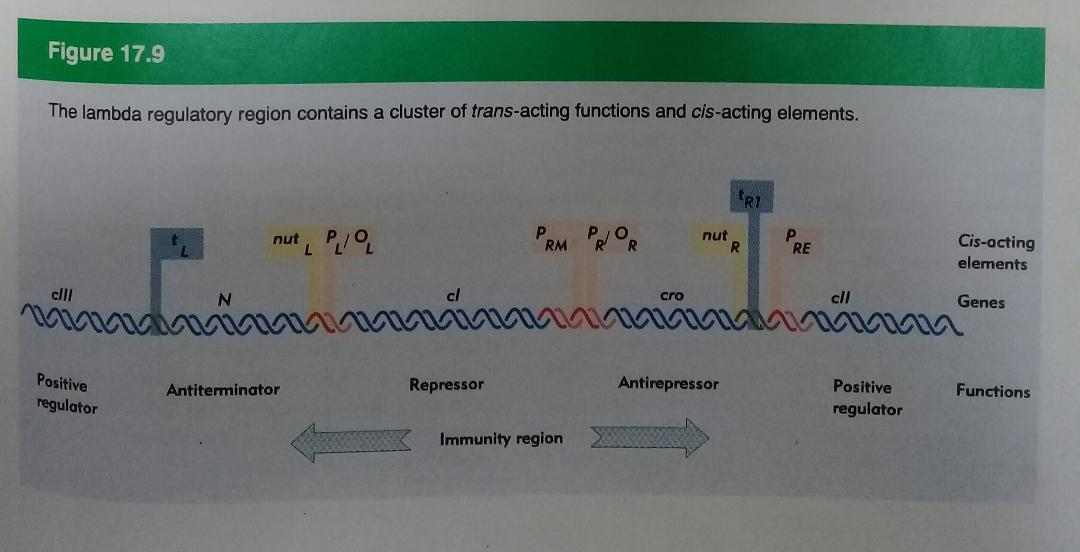 Figure 17.9
The lambda regulatory region contains a cluster of trans-acting functions and cis-acting elements.
tR1
tL nutL PL/OL PRM PR/OR nutR PRE Cis-acting
elements
cIII N cI cro cII Genes
Positive
regulator Antiterminator Repressor Antirepressor Positive
regulator Functions
Immunity region